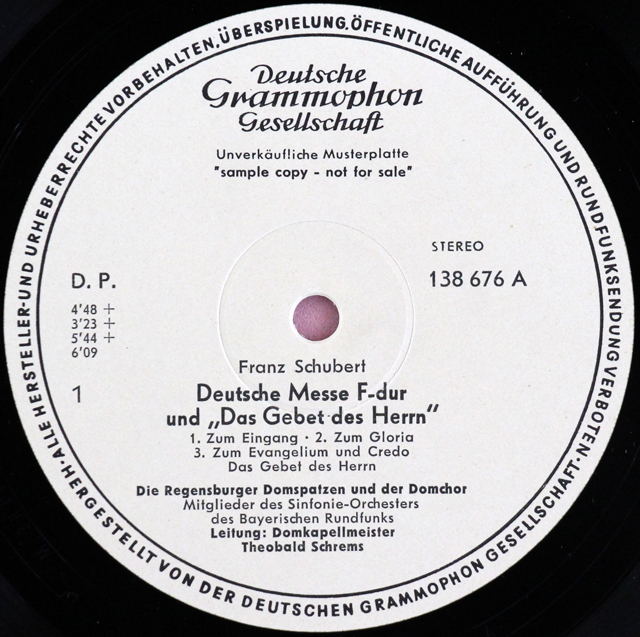 ALLE HERSTELLER-UND URHEBERRECHTE VORBEHALTEN,ÜBERSPIELUNG,ÖFFENTLICHE AUFFÜHRUNG UND RUNDFUNKSENDUNG VERBOTEN·
Deutsche
Grammophon
Gesellschaft
Unverkäufliche Musterplatte
"sample copy - not for sale"
STEREO
D. P.
138 676 A
4'48 +
3'23 +
5'44 +
6'09
1
Franz Schubert
Deutsche Messe F-dur
und „Das Gebet des Herrn“
1. Zum Eingang · 2. Zum Gloria
3. Zum Evangelium und Credo
Das Gebet des Herrn
Die Regensburger Domspatzen und der Domchor
Mitglieder des Sinfonie-Orchesters
des Bayerischen Rundfunks
Leitung: Domkapellmeister
Theobald Schrems
HERGESTELLT VON DER DEUTSCHEN GRAMMOPHON GESELLSCHAFT·